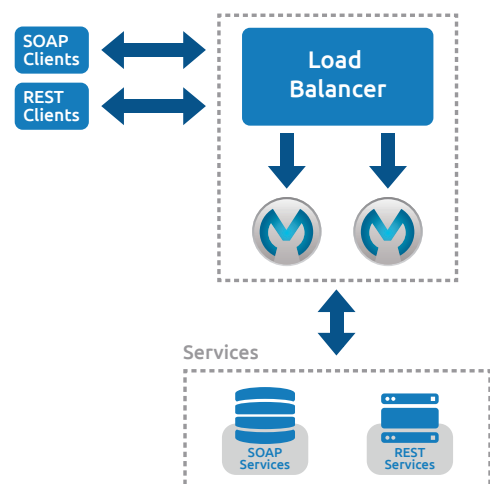 SOAP
Clients
REST
Clients
Load
Balancer
Services
SOAP
Services
REST
Services